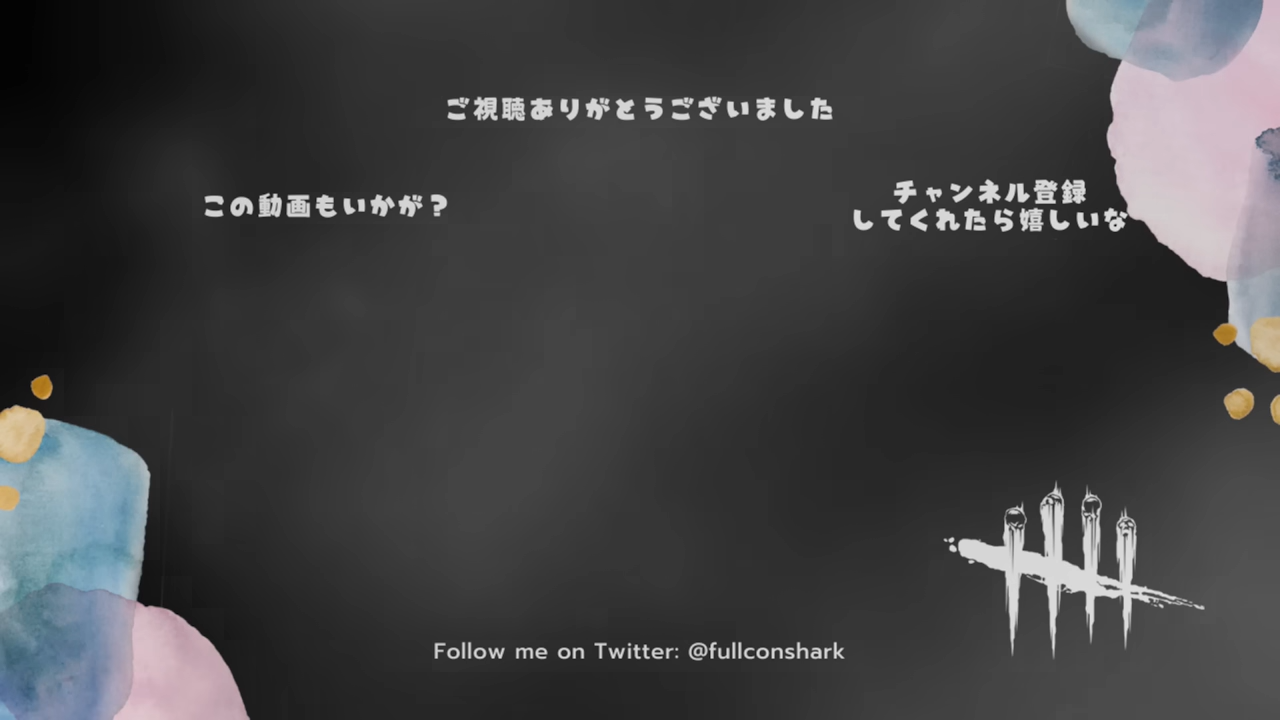 ご視聴ありがとうございました
この動画もいかが？
チャンネル登録
してくれたら嬉しいな
Follow me on Twitter: @fullconshark